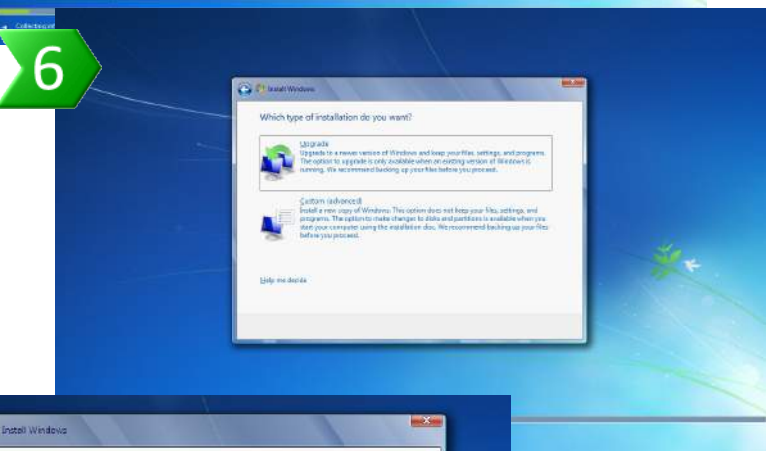 Collecting inf
6
Install Windows
Which type of installation do you want?
Upgrade
Upgrade to a newer version of Windows and keep your files, settings, and programs.
The option to upgrade is only available when an existing version of Windows is
running. We recommend backing up your files before you proceed.
Custom (advanced)
Install a new copy of Windows. This option does not keep your files, settings, and
programs. The option to make changes to disks and partitions is available when you
start your computer using the installation disc. We recommend backing up your files
before you proceed.
Help me decide
Install Windows